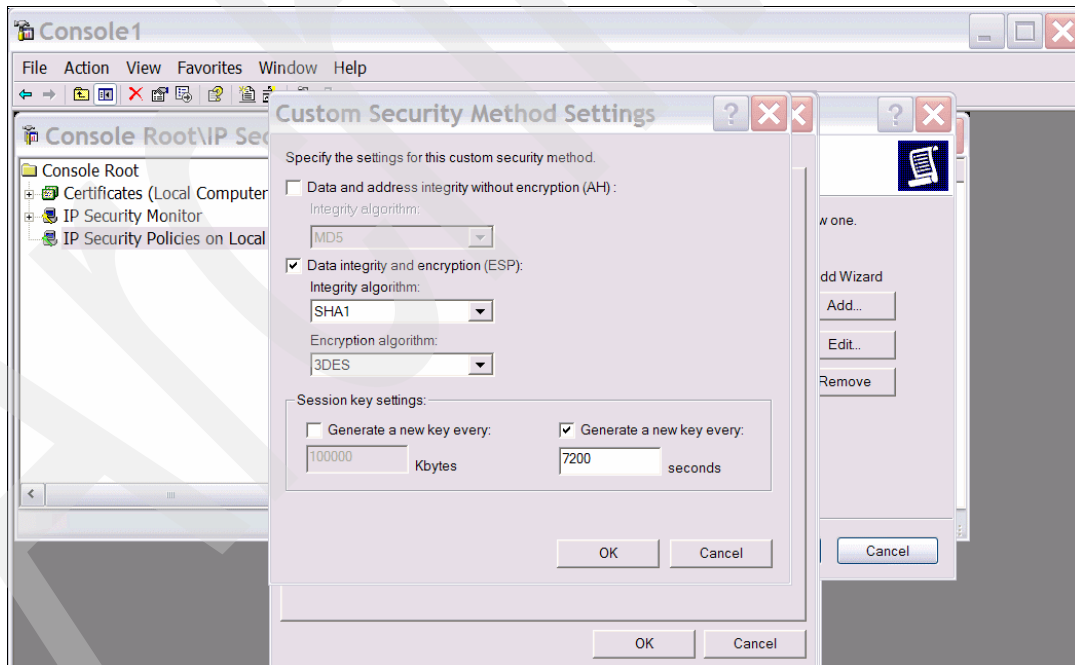 Console1
File Action View Favorites Window Help
Console Root\IP Sec
Console Root
Certificates (Local Computer
IP Security Monitor
IP Security Policies on Local
Custom Security Method Settings
Specify the settings for this custom security method.
Data and address integrity without encryption (AH) :
Integrity algorithm:
MD5
Data integrity and encryption (ESP):
Integrity algorithm:
SHA1
Encryption algorithm:
3DES
Session key settings:
Generate a new key every: Generate a new key every:
100000 Kbytes 7200 seconds
OK Cancel
w one.
dd Wizard
Add...
Edit...
Remove
Cancel
OK Cancel